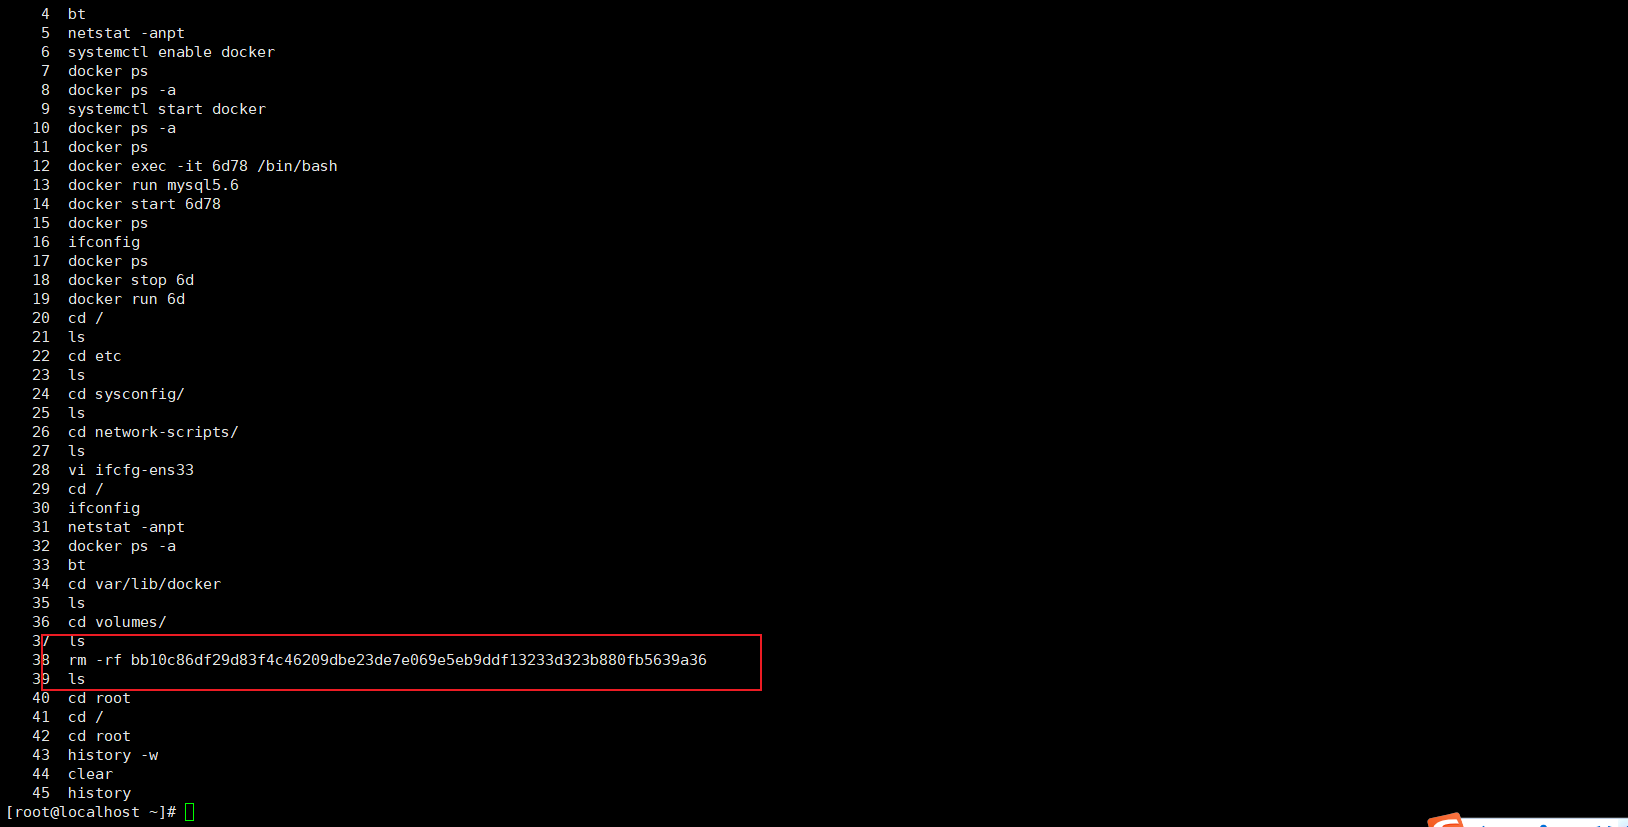 4  bt
5  netstat -anpt
6  systemctl enable docker
7  docker ps
8  docker ps -a
9  systemctl start docker
10  docker ps -a
11  docker ps
12  docker exec -it 6d78 /bin/bash
13  docker run mysql5.6
14  docker start 6d78
15  docker ps
16  ifconfig
17  docker ps
18  docker stop 6d
19  docker run 6d
20  cd /
21  ls
22  cd etc
23  ls
24  cd sysconfig/
25  ls
26  cd network-scripts/
27  ls
28  vi ifcfg-ens33
29  cd /
30  ifconfig
31  netstat -anpt
32  docker ps -a
33  bt
34  cd var/lib/docker
35  ls
36  cd volumes/
37  ls
38  rm -rf bb10c86df29d83f4c46209dbe23de7e069e5eb9ddf13233d323b880fb5639a36
39  ls
40  cd root
41  cd /
42  cd root
43  history -w
44  clear
45  history
[root@localhost ~]#